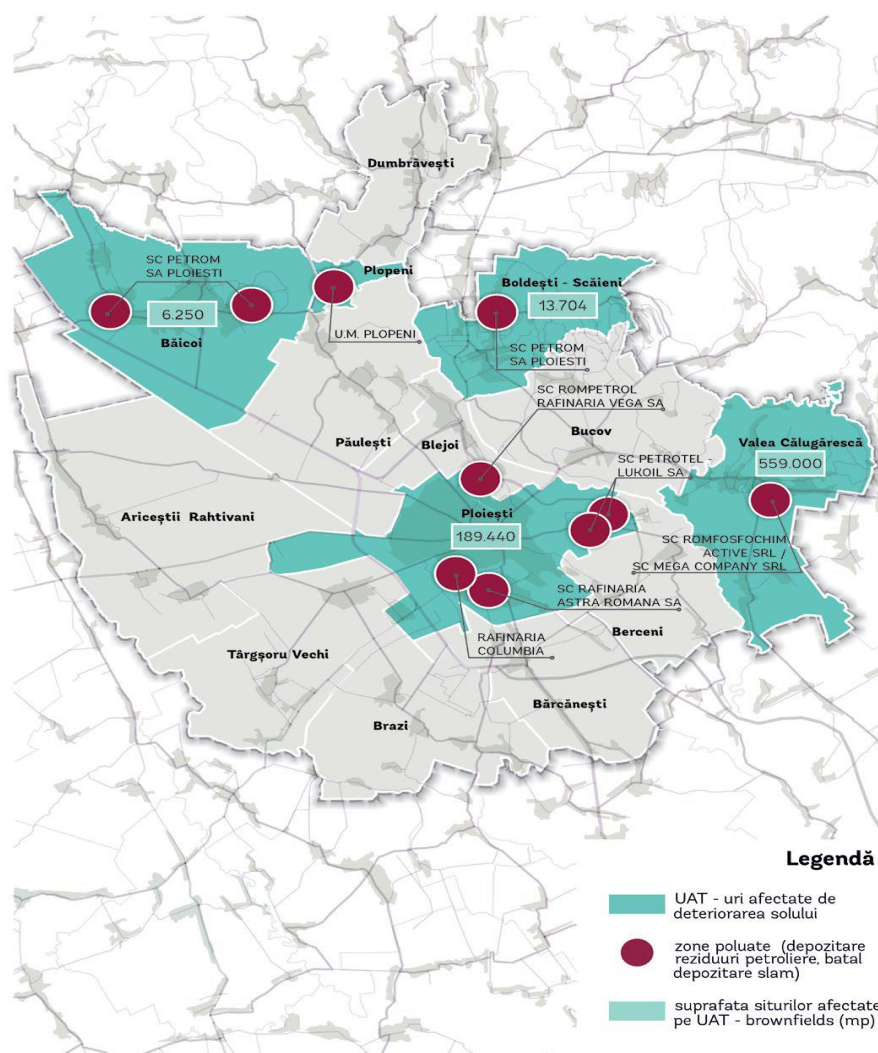 Dumbrăvești
SC PETROM
SA PLOIESTI
Plopeni
Boldești - Scăieni
6.250
13.704
Băicoi
U.M. PLOPENI
SC PETROM
SA PLOIESTI
SC ROMPETROL
RAFINARIA VEGA SA
Păulești
Blejoi
Bucov
Valea Călugărescă
559.000
SC PETROTEL -
LUKOIL SA
Ariceștii Rahtivani
Ploiești
189.440
SC ROMFOSFOCHIM
ACTIVE SRL /
SC MEGA COMPANY SRL
SC RAFINARIA
ASTRA ROMANA SA
RAFINARIA
COLUMBIA
Berceni
Târgșoru Vechi
Bărcănești
Brazi
Legendă
UAT - uri afectate de
deteriorarea solului
zone poluate (depozitare
reziduuri petroliere, batal
depozitare slam)
suprafata siturilor afectate
pe UAT - brownfields (mp)